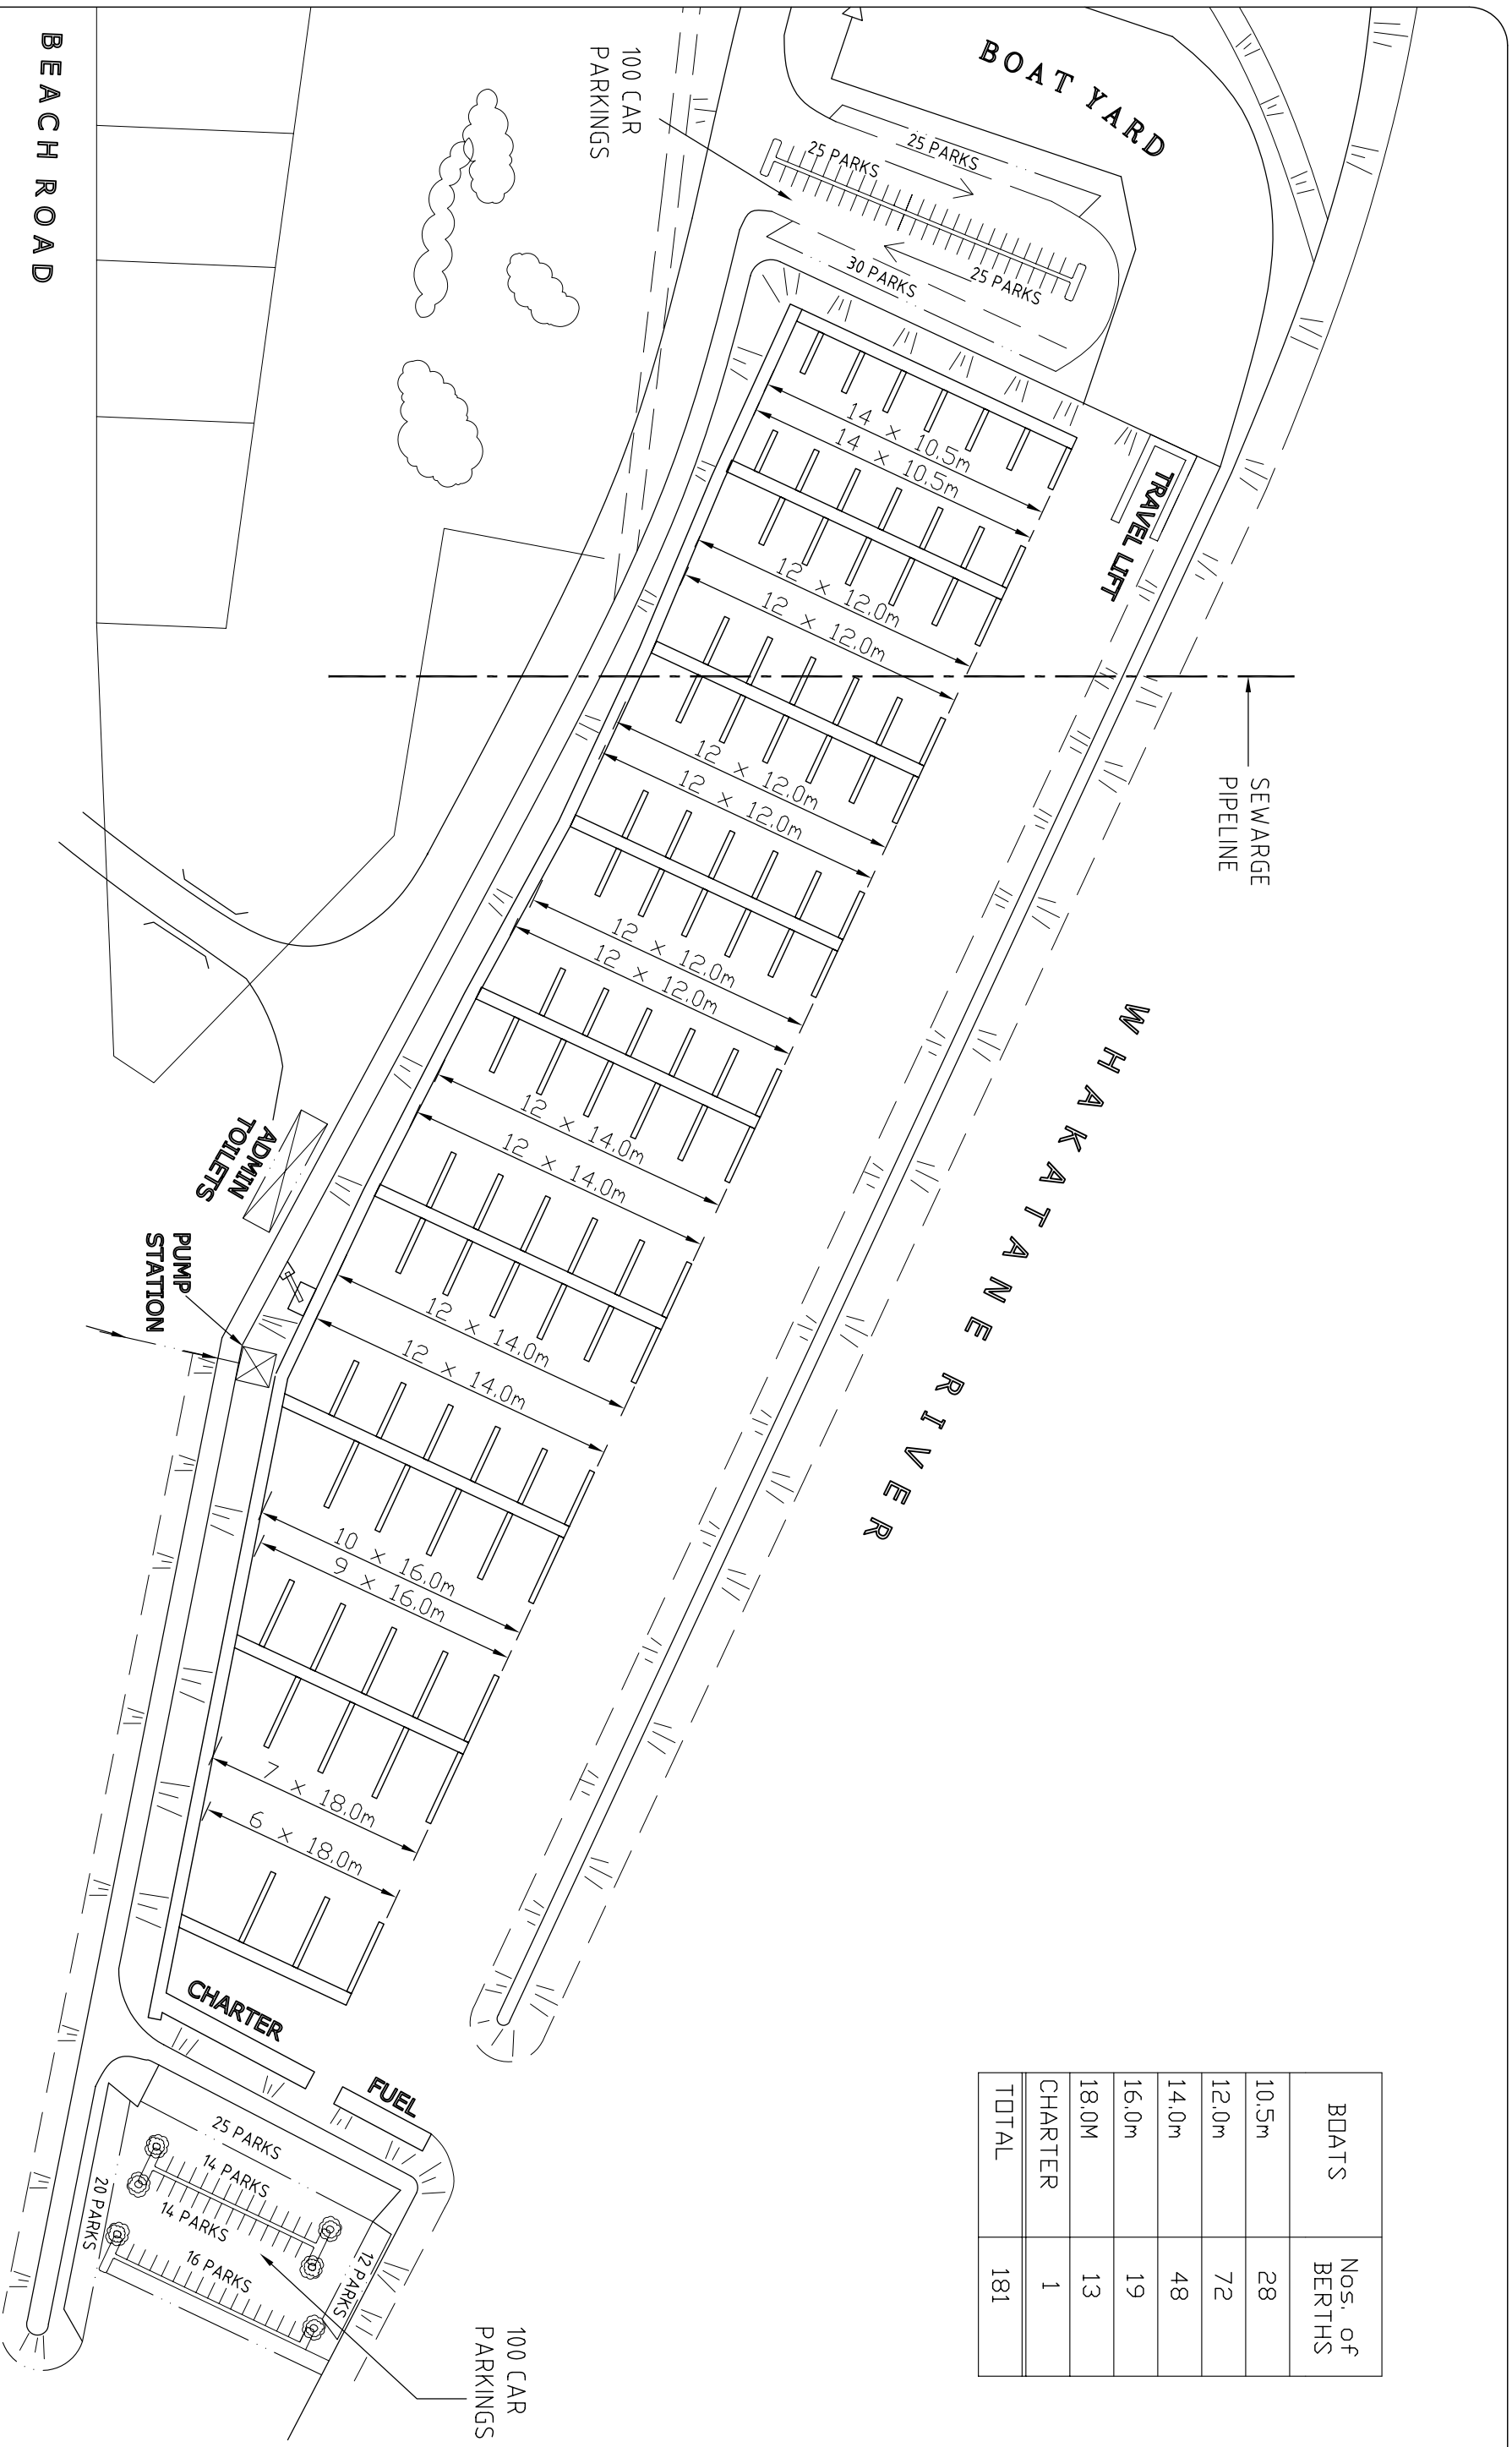 BOAT YARD
100 CAR
PARKINGS
25 PARKS
25 PARKS
25 PARKS
30 PARKS
TRAVEL LIFT
BEACH ROAD
14 × 10.5m
14 × 10.5m
12 × 12.0m
12 × 12.0m
12 × 12.0m
12 × 12.0m
12 × 12.0m
12 × 12.0m
12 × 14.0m
12 × 14.0m
12 × 14.0m
12 × 14.0m
10 × 16.0m
9 × 16.0m
7 × 18.0m
6 × 18.0m
SEWARGE
PIPELINE
WHAKATANE RIVER
ADMIN
TOILETS
PUMP
STATION
CHARTER
FUEL
25 PARKS
14 PARKS
14 PARKS
16 PARKS
12 PARKS
20 PARKS
100 CAR
PARKINGS
BOATS Nos. of
BERTHS
10.5m 28
12.0m 72
14.0m 48
16.0m 19
18.0M 13
CHARTER 1
TOTAL 181